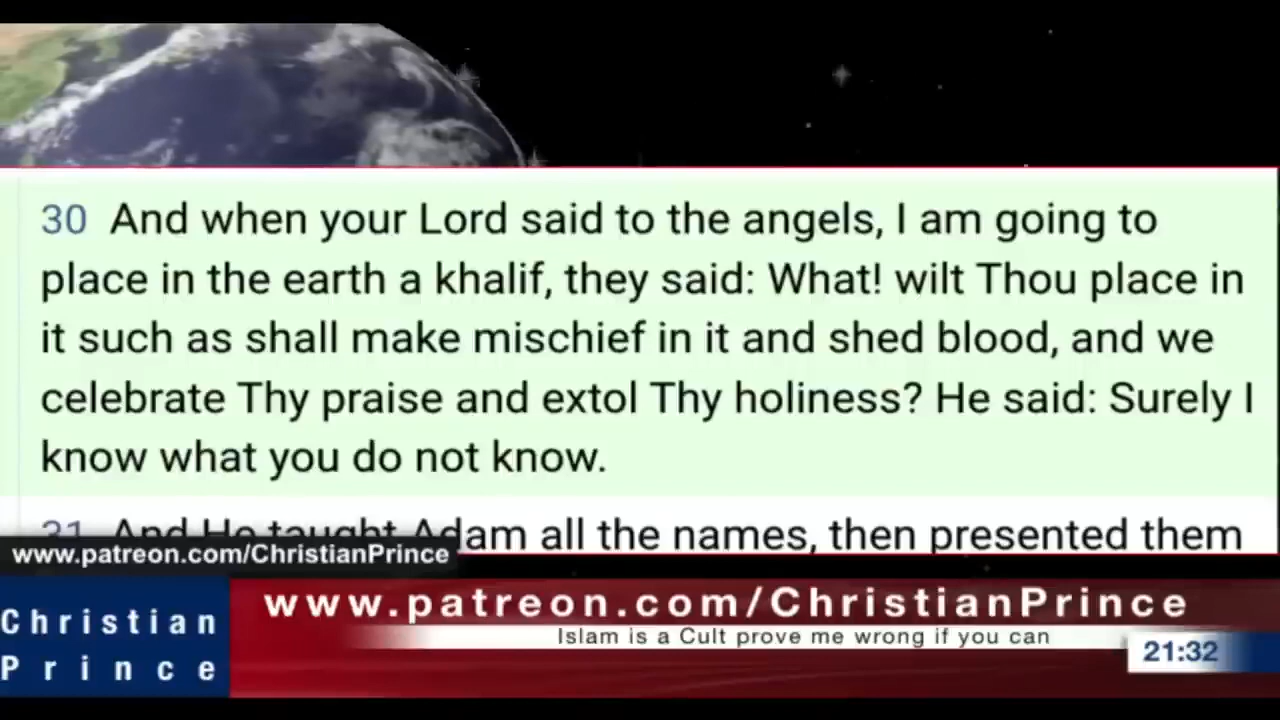 30 And when your Lord said to the angels, I am going to
place in the earth a khalif, they said: What! wilt Thou place in
it such as shall make mischief in it and shed blood, and we
celebrate Thy praise and extol Thy holiness? He said: Surely I
know what you do not know.
31 And He taught Adam all the names, then presented them
www.patreon.com/ChristianPrince
www.patreon.com/ChristianPrince
Islam is a Cult prove me wrong if you can
Christian
Prince
21:32